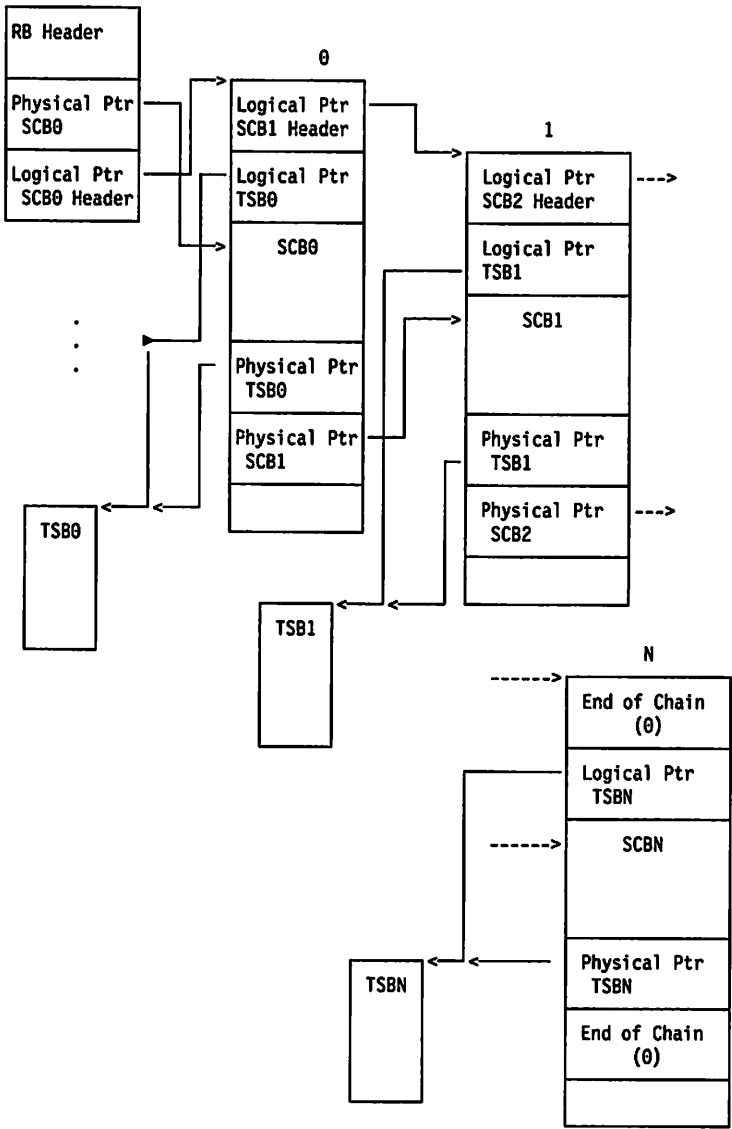 RB Header
Physical Ptr
SCB0
Logical Ptr
SCB0 Header
0
Logical Ptr
SCB1 Header
Logical Ptr
TSB0
SCB0
Physical Ptr
TSB0
Physical Ptr
SCB1
1
Logical Ptr
SCB2 Header
Logical Ptr
TSB1
SCB1
Physical Ptr
TSB1
Physical Ptr
SCB2
TSB0
TSB1
N
End of Chain
(0)
Logical Ptr
TSBN
SCBN
Physical Ptr
TSBN
End of Chain
(0)
TSBN